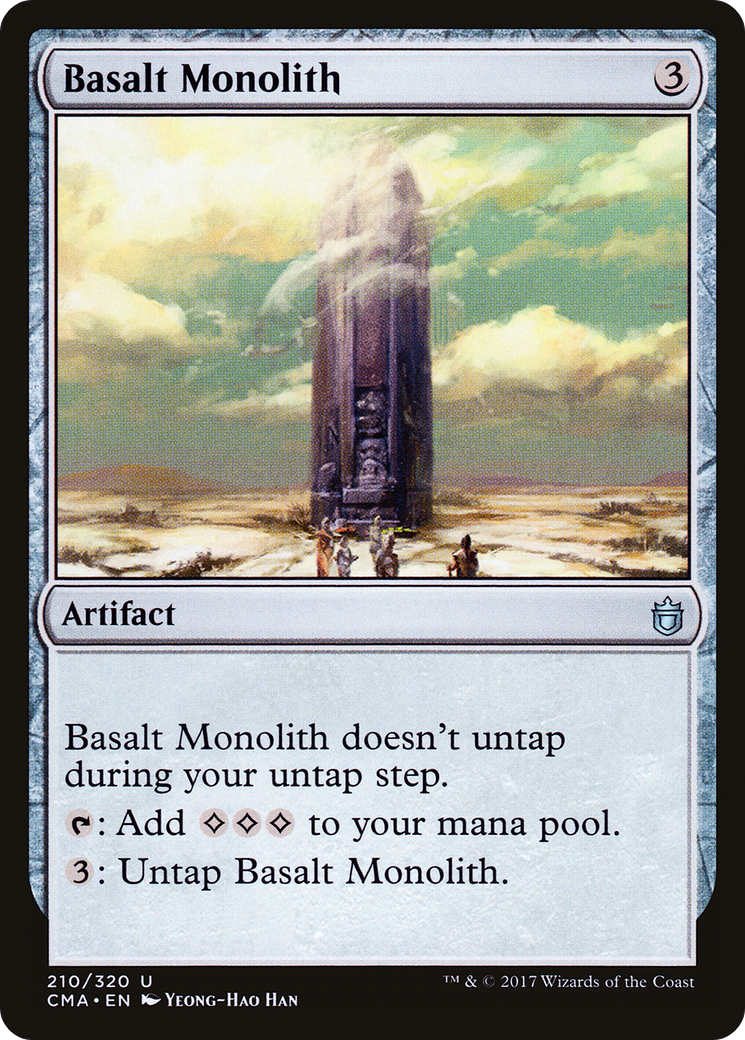 Basalt Monolith 3
Artifact
Basalt Monolith doesn't untap
during your untap step.
: Add to your mana pool.
3: Untap Basalt Monolith.
210/320 U
CMA • EN Yeong-Hao Han
™ & © 2017 Wizards of the Coast